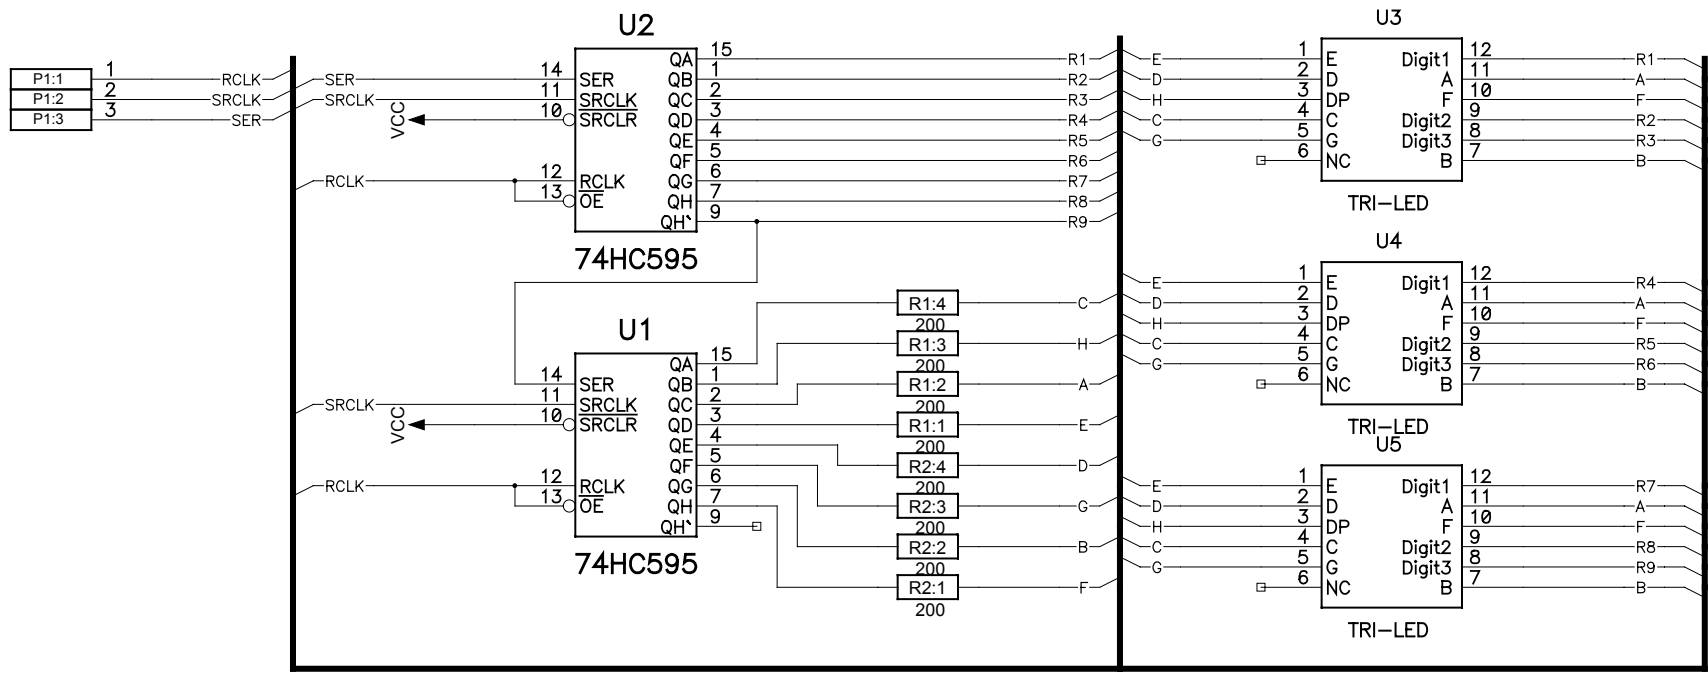 P1:1 1 RCLK
P1:2 2 SRCLK
P1:3 3 SER
U2
SER 14 SER QA 15 R1
SRCLK 11 SRCLK QB 1 R2
VCC 10 SRCLR QC 2 R3
QD 3 R4
QE 4 R5
QF 5 R6
RCLK 12 RCLK QG 6 R7
13 OE QH 7 R8
QH` 9 R9
74HC595
U1
14 SER QA 15 R1:4 200 C
SRCLK 11 SRCLK QB 1 R1:3 200 H
VCC 10 SRCLR QC 2 R1:2 200 A
QD 3 R1:1 200 E
QE 4 R2:4 200 D
QF 5 R2:3 200 G
RCLK 12 RCLK QG 6 R2:2 200 B
13 OE QH 7 R2:1 200 F
QH` 9
74HC595
U3
E 1 E Digit1 12 R1
D 2 D A 11 A
H 3 DP F 10 F
C 4 C Digit2 9 R2
G 5 G Digit3 8 R3
6 NC B 7 B
TRI-LED
U4
E 1 E Digit1 12 R4
D 2 D A 11 A
H 3 DP F 10 F
C 4 C Digit2 9 R5
G 5 G Digit3 8 R6
6 NC B 7 B
TRI-LED
U5
E 1 E Digit1 12 R7
D 2 D A 11 A
H 3 DP F 10 F
C 4 C Digit2 9 R8
G 5 G Digit3 8 R9
6 NC B 7 B
TRI-LED